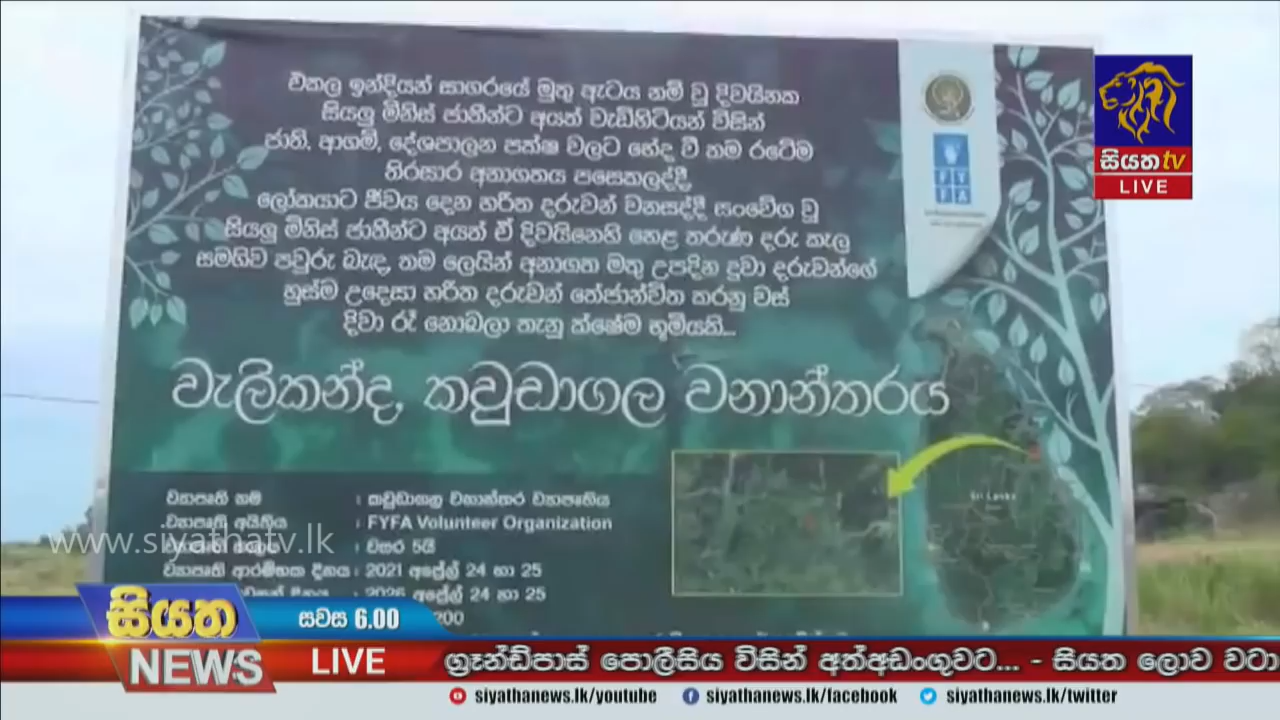 විකල ඉන්දියන් සාගරයේ මුතු ඇටය නම් වූ දිවයිනක
සියලු මිනිස් ජාතීන්ට අයත් වැඩිහිටියන් විසින්
ජාති, ආගම්, දේශපාලන පක්ෂ වලට භේද වී තම රටේම
තිරසාර අනාගතය පසෙකලද්දී,
ලෝකයාට ජීවය දෙන හරිත දරුවන් වනසද්දී සංවේග වූ
සියලු මිනිස් ජාතීන්ට අයත් ඒ දිවයිනෙහි හෙළ තරුණ දරු කැල
සමගිව පවුරු බැඳ, තම ලෙයින් අනාගත මතු උපදින දූවා දරුවන්ගේ
හුස්ම උදෙසා හරිත දරුවන් තේජාන්විත කරනු වස්
දිවා රෑ නොබලා තැනූ ක්ෂේම භූමියනි...
වැලිකන්ද, කවුඩාගල වනාන්තරය
ව්‍යාපෘති නම : කවුඩාගල වනාන්තර ව්‍යාපෘතිය
ව්‍යාපෘති අයිතිය : FYFA Volunteer Organization
: වසර 5යි
ව්‍යාපෘති ආරම්භක දිනය : 2021 අප්‍රේල් 24 හා 25
දිනය : 2026 අප්‍රේල් 24 හා 25
200
FYFA
Sri Lanka
සියත tv
LIVE
www.siyathatv.lk
සියත
NEWS
සවස 6.00
LIVE
ග්‍රෑන්ඩ්පාස් පොලීසිය විසින් අත්අඩංගුවට... - සියත ලොව වටා
siyathanews.lk/youtube
siyathanews.lk/facebook
siyathanews.lk/twitter